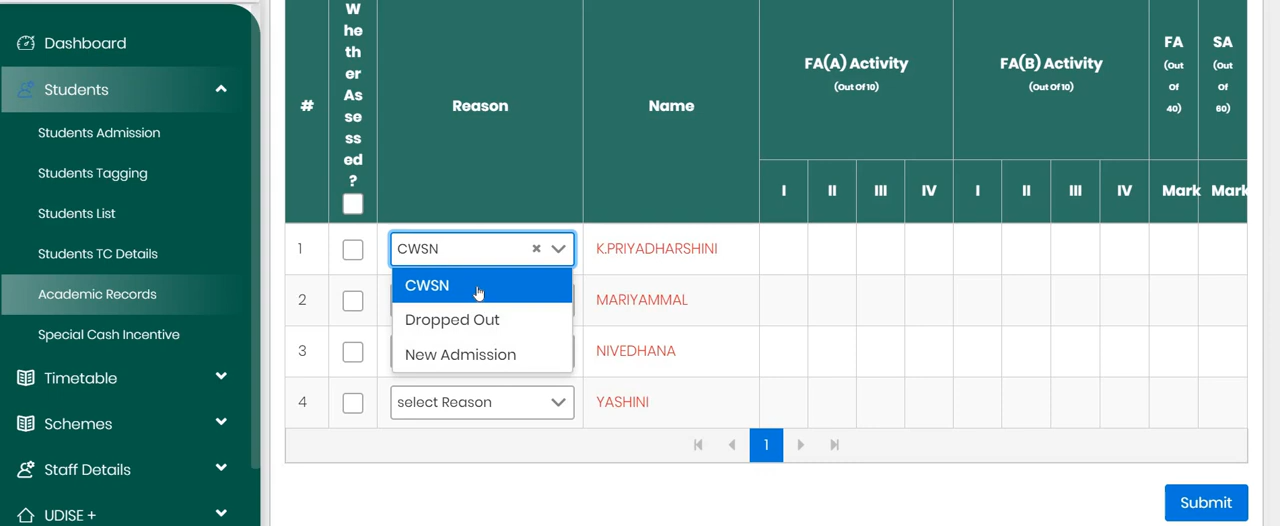 Dashboard
Students
Students Admission
Students Tagging
Students List
Students TC Details
Academic Records
Special Cash Incentive
Timetable
Schemes
Staff Details
UDISE +
#
W
he
th
er
As
se
ss
ed
?
Reason
Name
FA(A) Activity
(Out Of 10)
FA(B) Activity
(Out Of 10)
FA
(Out
Of
40)
SA
(Out
Of
60)
I II III IV I II III IV Mark Mark
1 CWSN × K.PRIYADHARSHINI
CWSN
2 MARIYAMMAL
Dropped Out
3 NIVEDHANA
New Admission
4 select Reason YASHINI
1
Submit